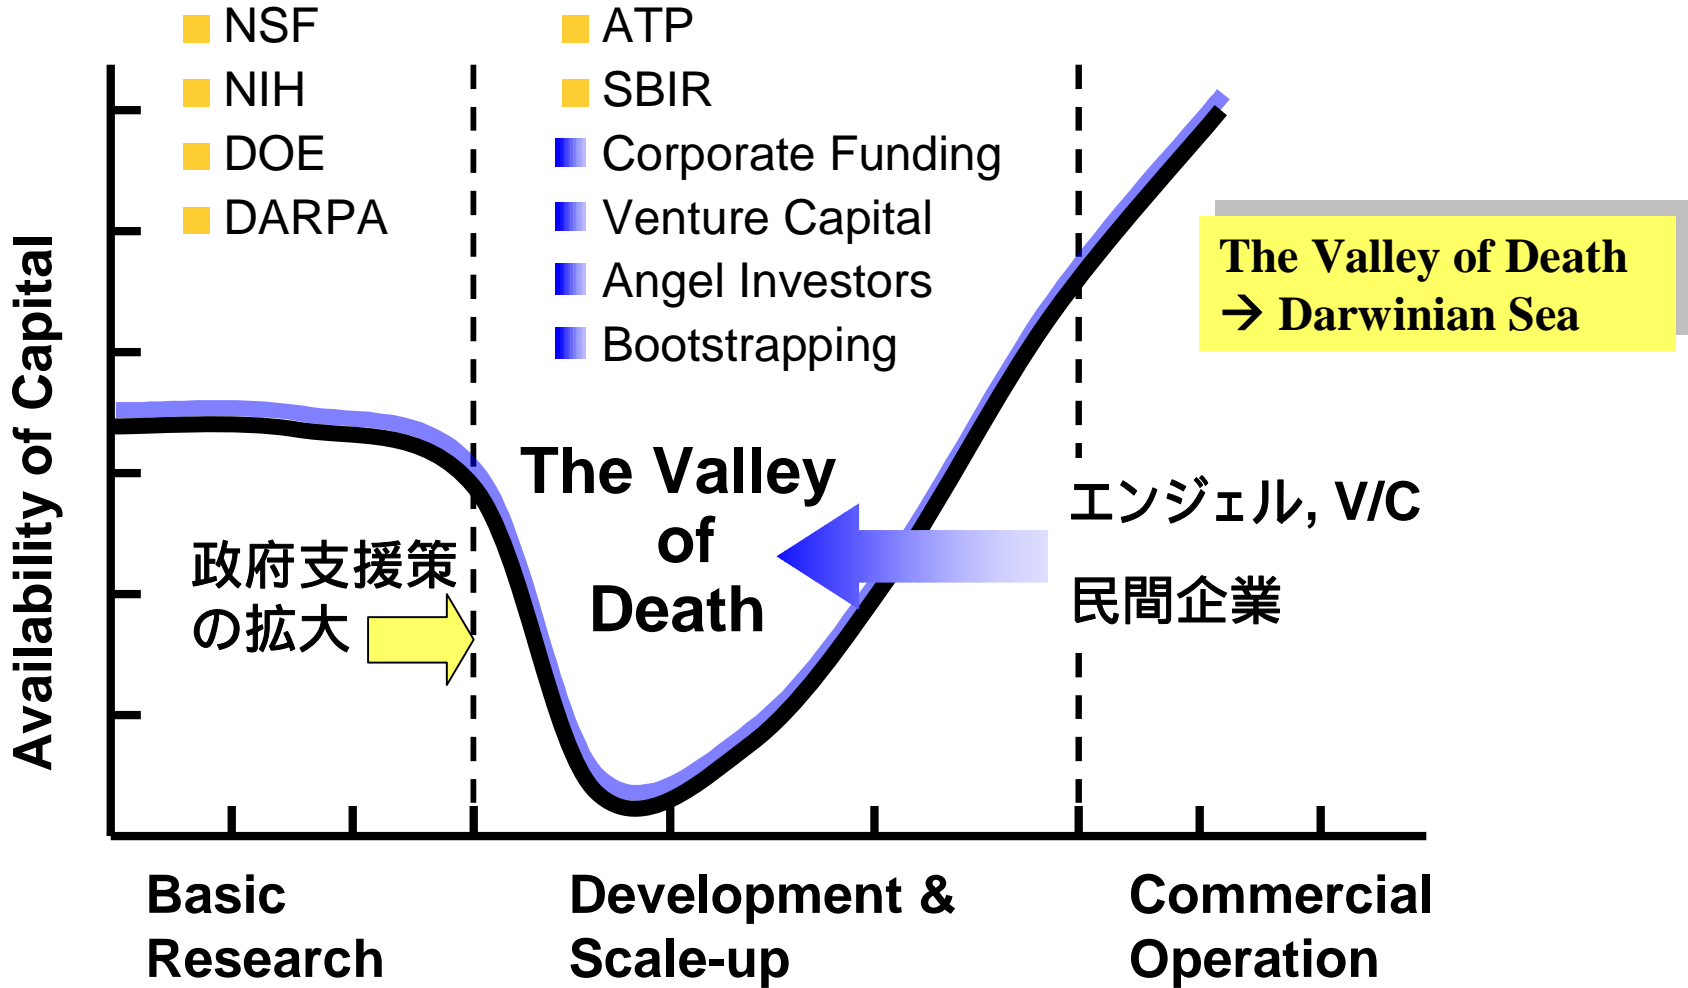 NSF
NIH
DOE
DARPA
ATP
SBIR
Corporate Funding
Venture Capital
Angel Investors
Bootstrapping
The Valley of Death
→ Darwinian Sea
Availability of Capital
The Valley
of
Death
エンジェル, V/C
民間企業
政府支援策
の拡大
Basic
Research
Development &
Scale-up
Commercial
Operation